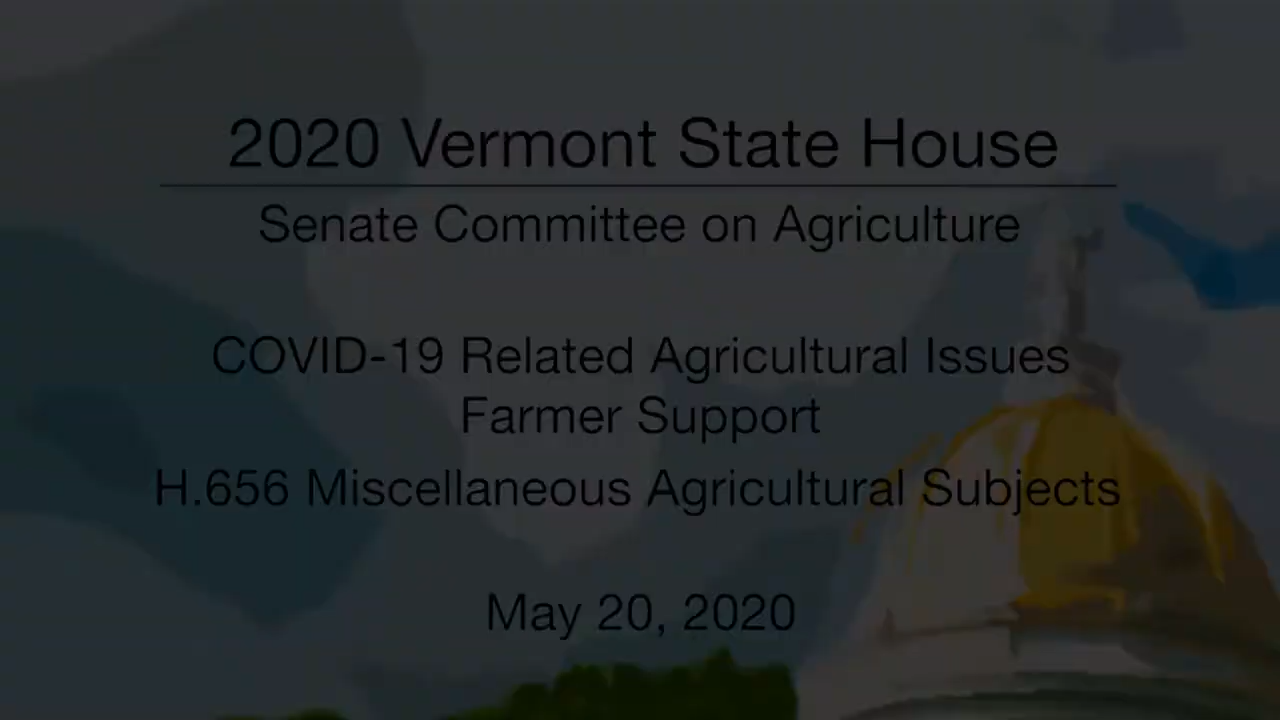 2020 Vermont State House
Senate Committee on Agriculture
COVID-19 Related Agricultural Issues
Farmer Support
H.656 Miscellaneous Agricultural Subjects
May 20, 2020